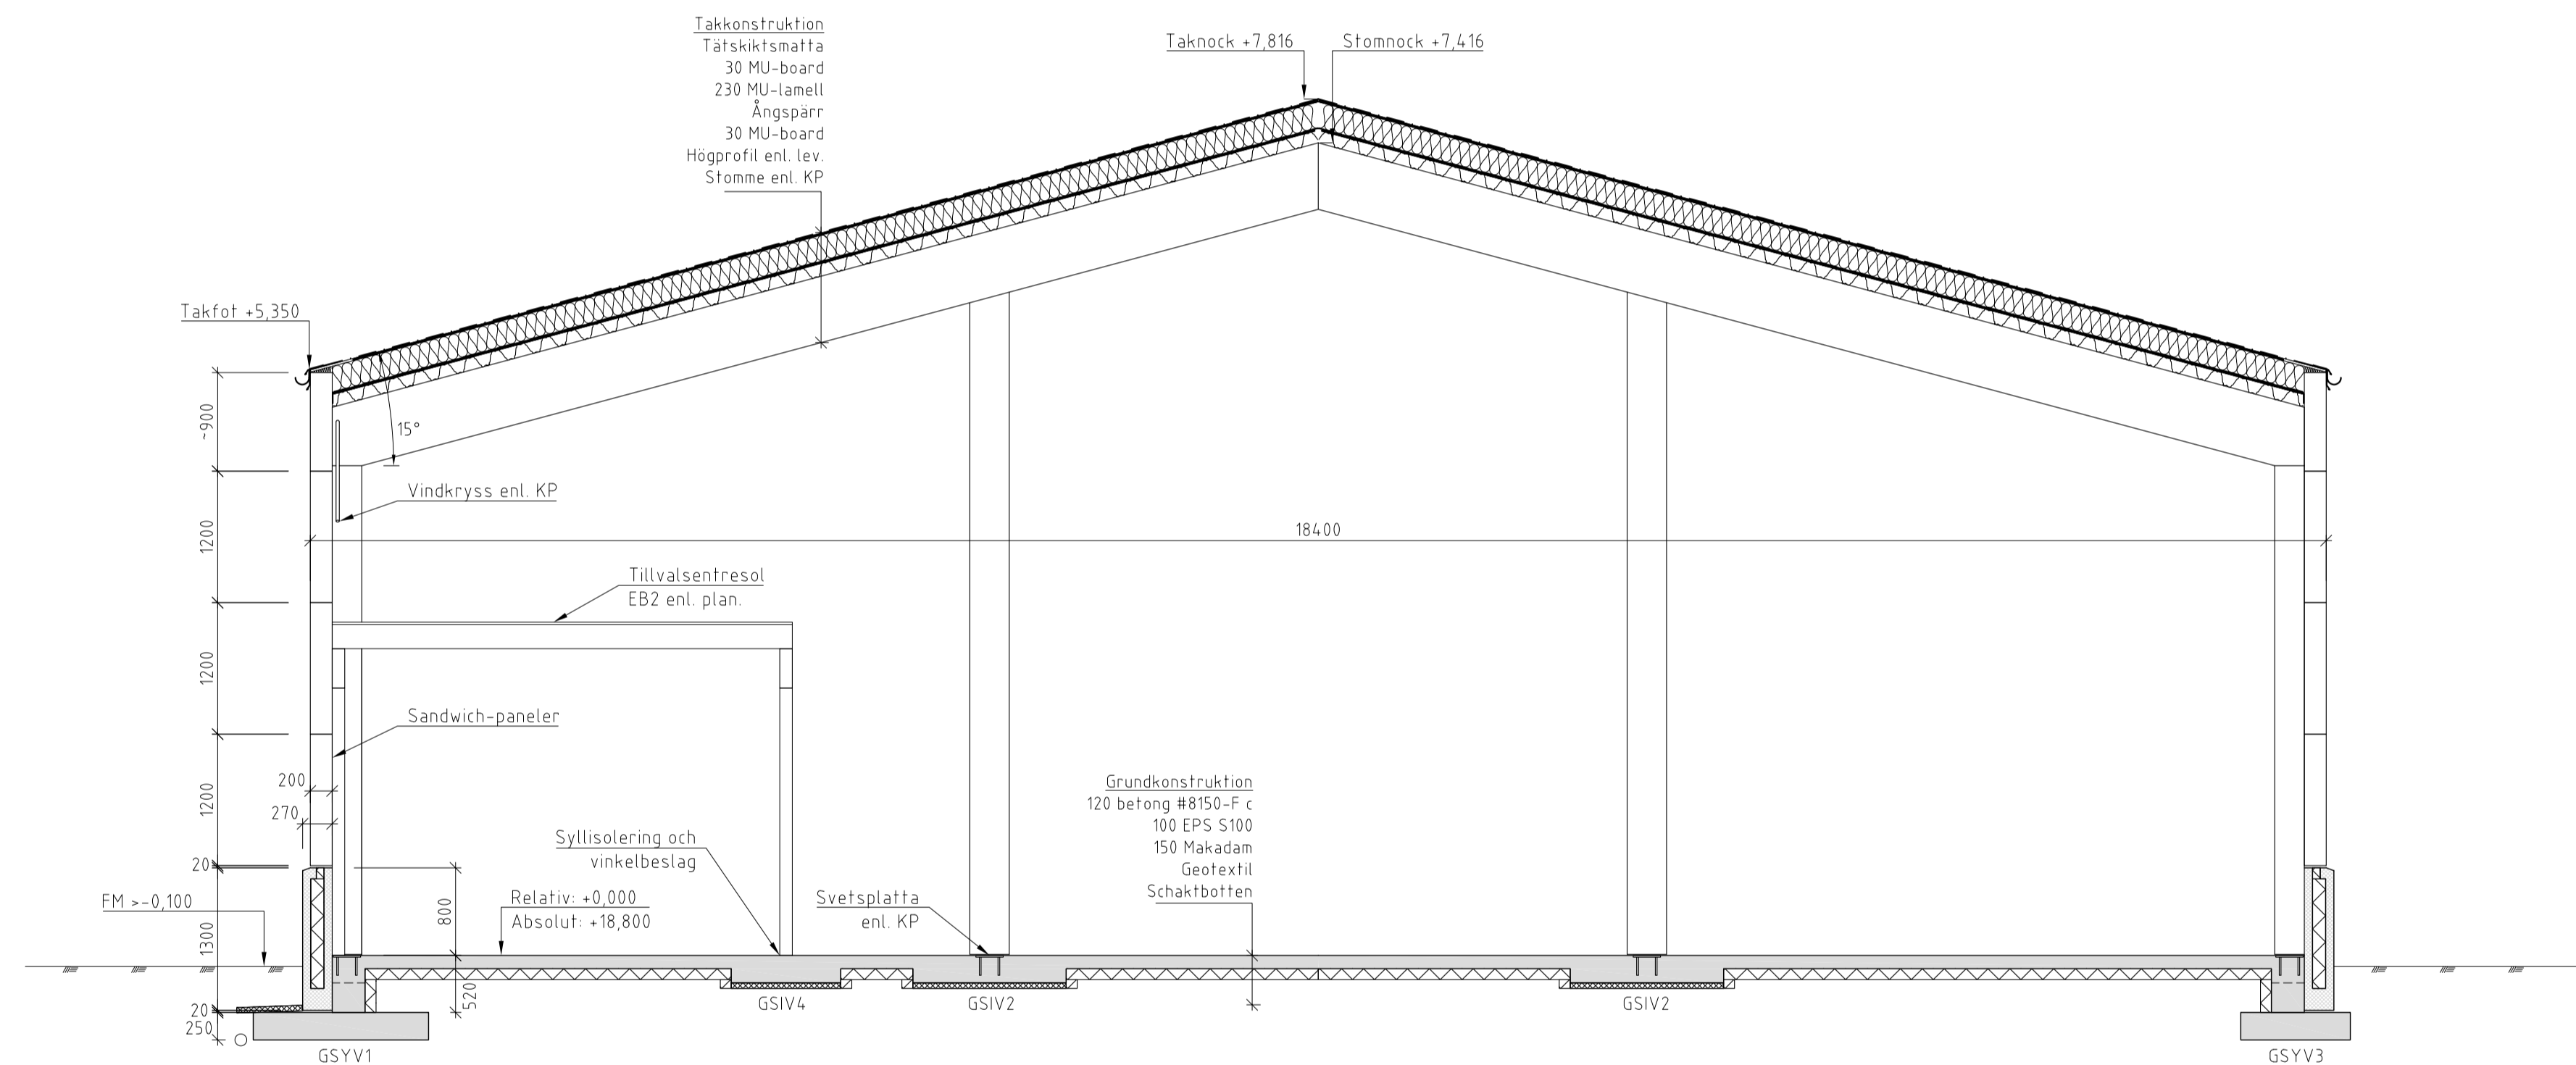 Takkonstruktion
Tätskiktsmatta
30 MU-board
230 MU-lamell
Ångspärr
30 MU-board
Högprofil enl. lev.
Stomme enl. KP
Taknock +7,816
Stomnock +7,416
Takfot +5,350
~900
15°
Vindkryss enl. KP
1200
18400
Tillvalsentresol
EB2 enl. plan.
1200
Sandwich-paneler
200
1200
270
Grundkonstruktion
120 betong #8150-F c
100 EPS S100
150 Makadam
Geotextil
Schaktbotten
Syllisolering och
vinkelbeslag
20
FM >-0,100
800
1300
Relativ: +0,000
Absolut: +18,800
Svetsplatta
enl. KP
520
20
250
GSIV4
GSIV2
GSIV2
GSYV1
GSYV3